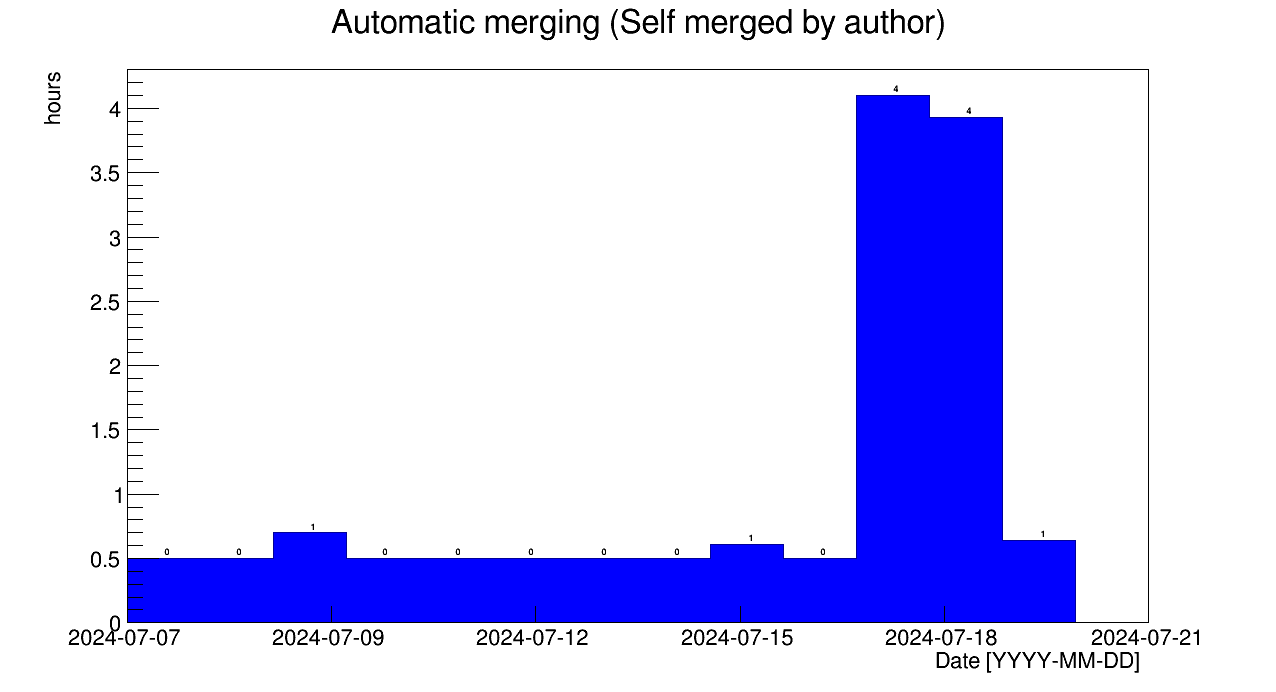 Automatic merging (Self merged by author)
hours
4
3.5
3
2.5
2
1.5
1
0.5
0
0 0 1 0 0 0 0 0 1 0 4 4 1
2024-07-07 2024-07-09 2024-07-12 2024-07-15 2024-07-18 2024-07-21
Date [YYYY-MM-DD]